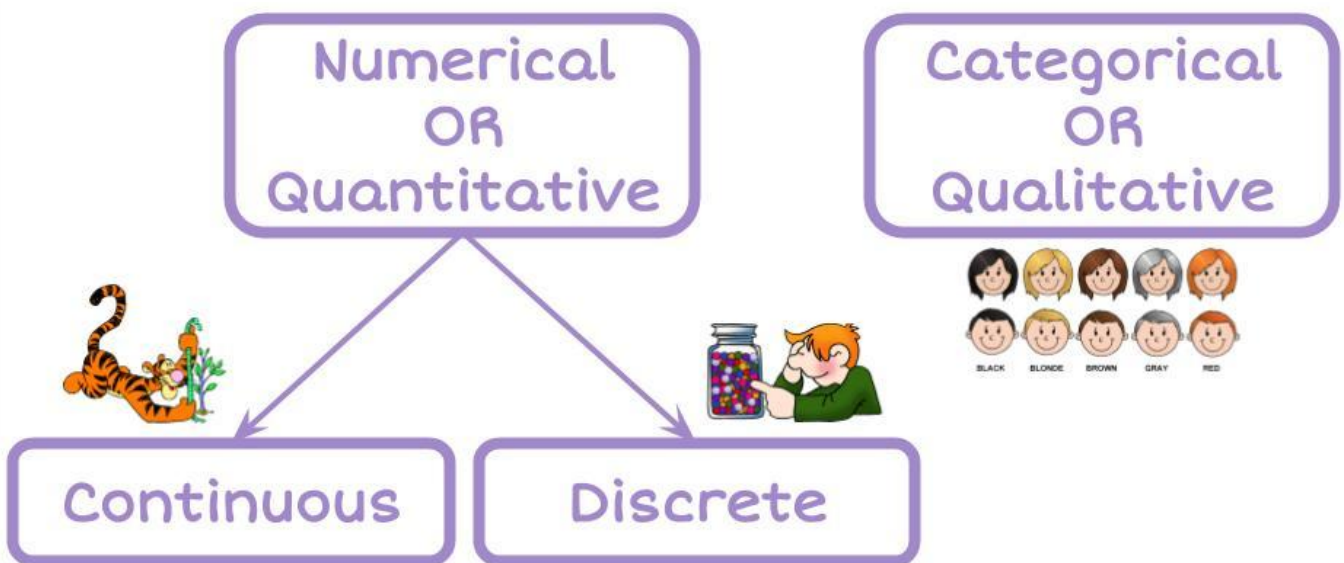 Numerical
OR
Quantitative
Categorical
OR
Qualitative
BLACK BLONDE BROWN GRAY RED
Continuous
Discrete